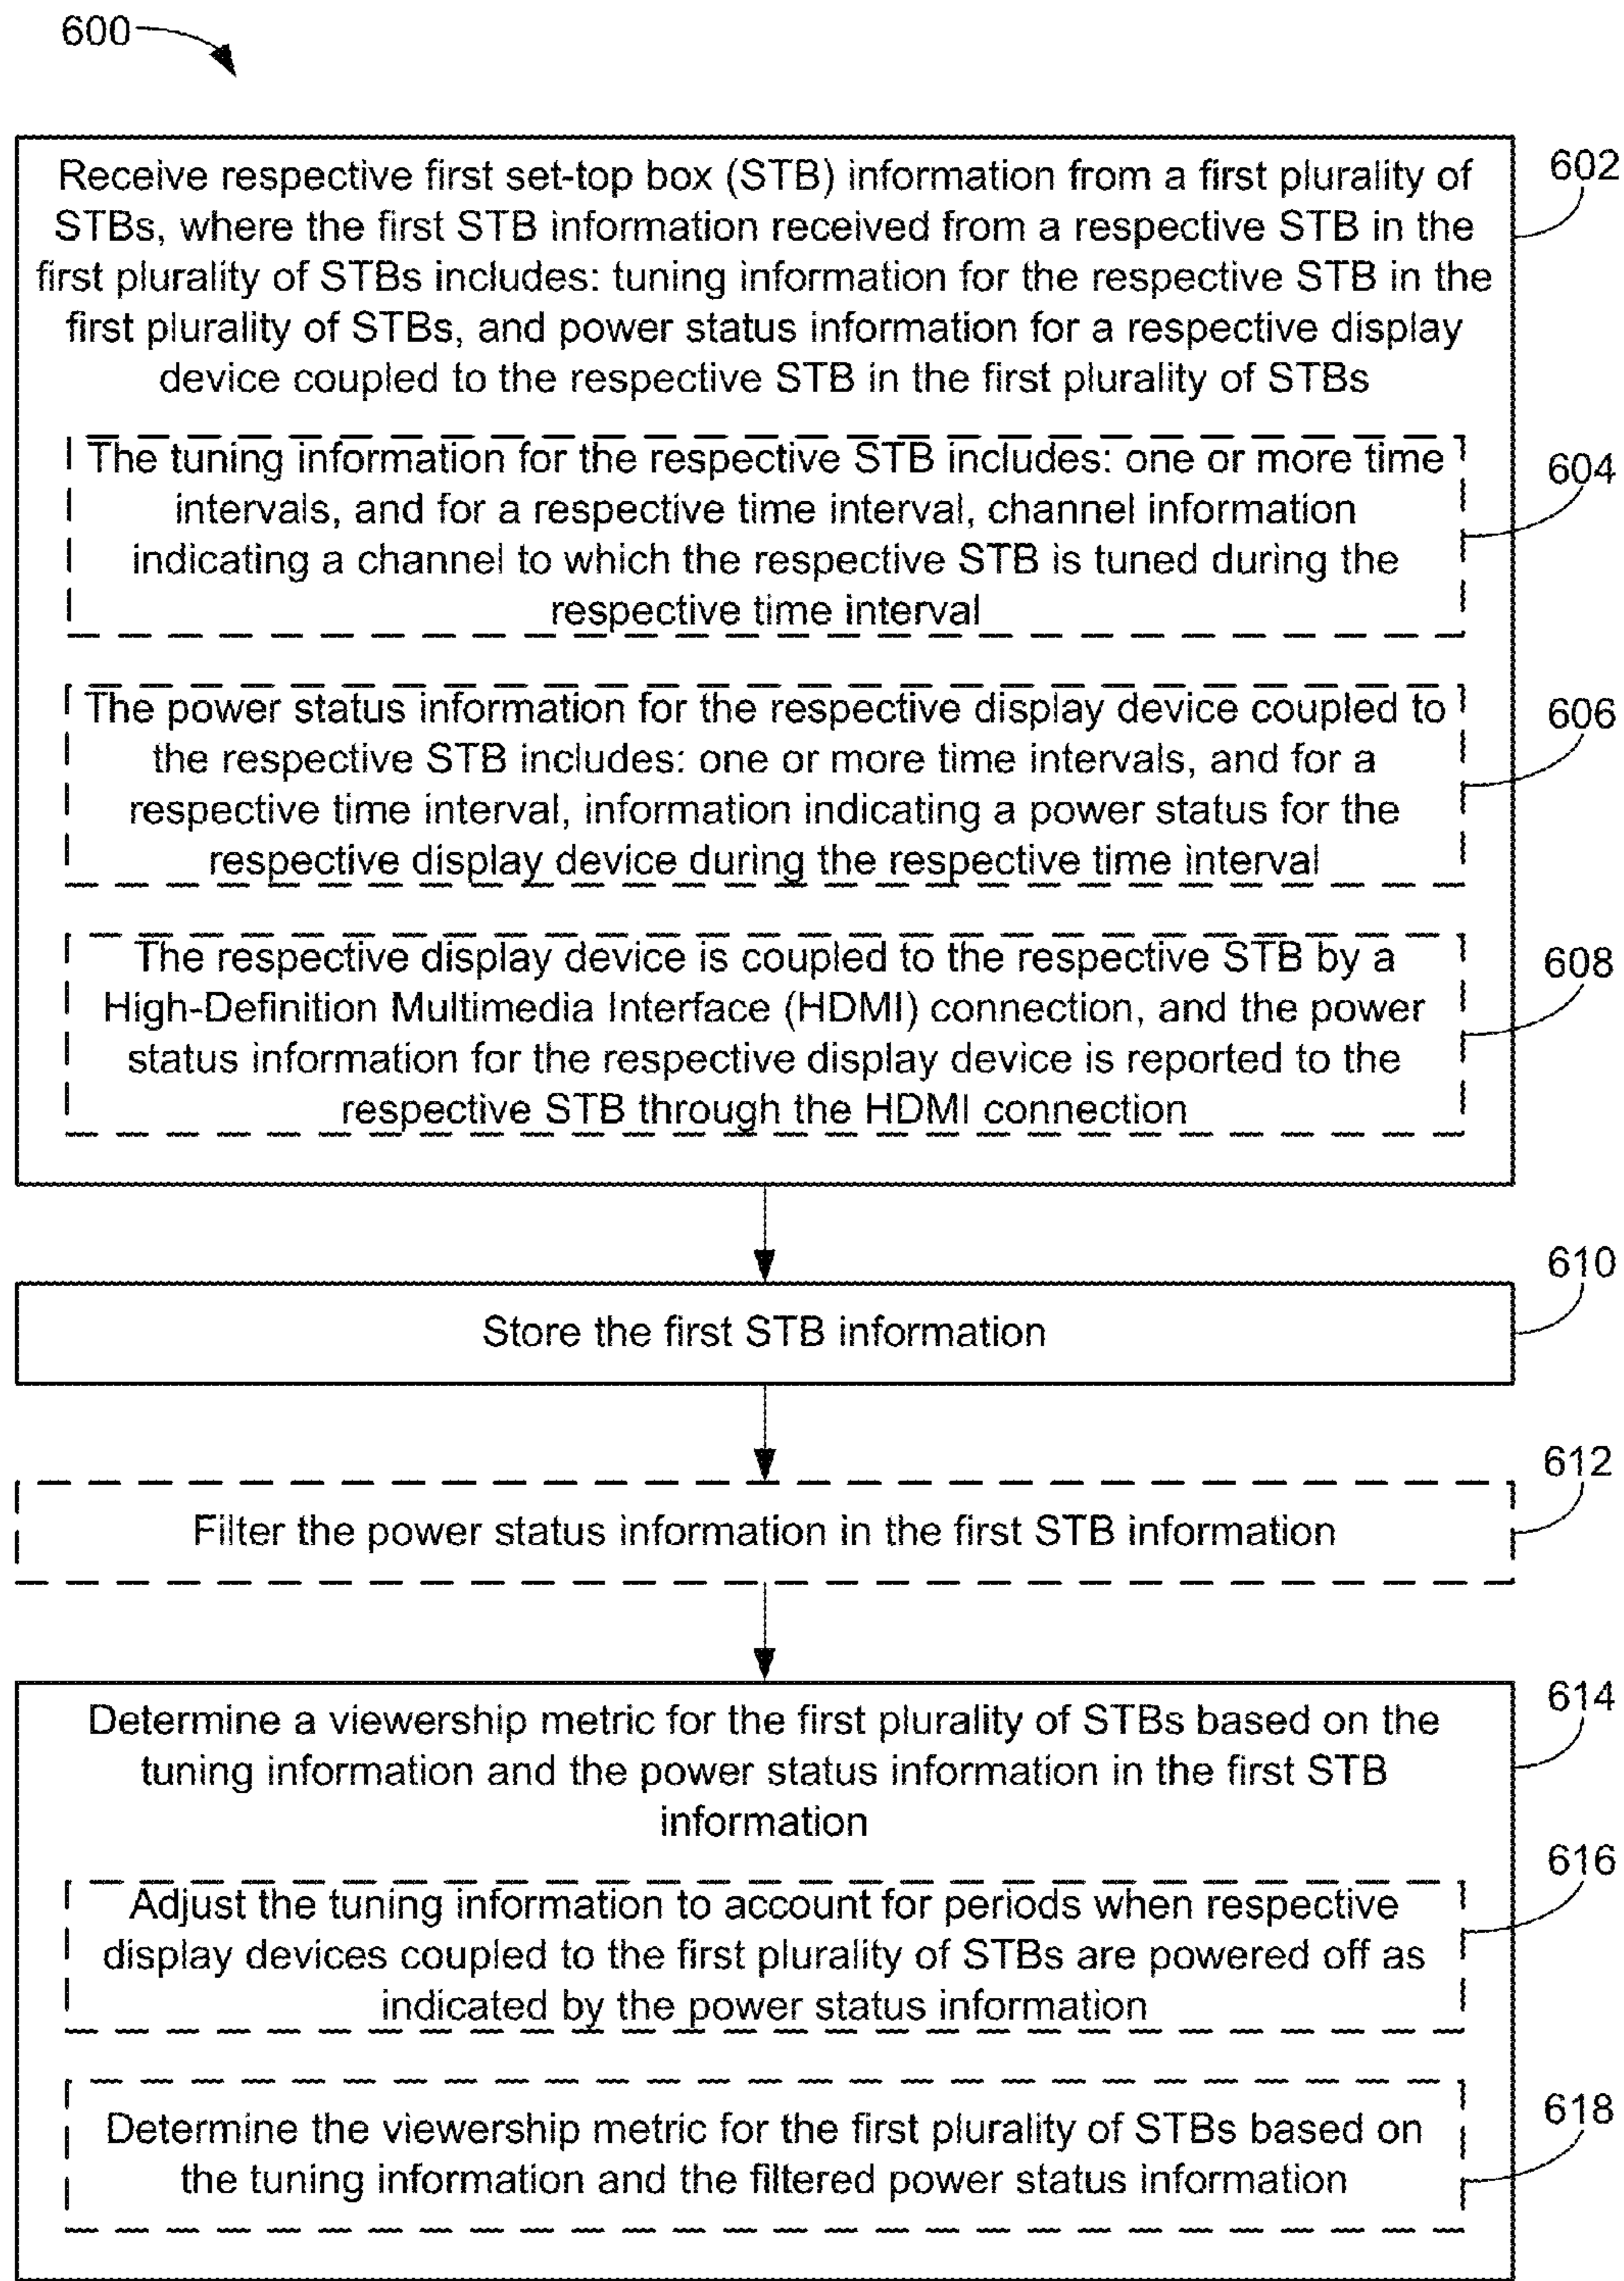 600
Receive respective first set-top box (STB) information from a first plurality of
STBs, where the first STB information received from a respective STB in the
first plurality of STBs includes: tuning information for the respective STB in the
first plurality of STBs, and power status information for a respective display
device coupled to the respective STB in the first plurality of STBs
602
The tuning information for the respective STB includes: one or more time
intervals, and for a respective time interval, channel information
indicating a channel to which the respective STB is tuned during the
respective time interval
604
The power status information for the respective display device coupled to
the respective STB includes: one or more time intervals, and for a
respective time interval, information indicating a power status for the
respective display device during the respective time interval
606
The respective display device is coupled to the respective STB by a
High-Definition Multimedia Interface (HDMI) connection, and the power
status information for the respective display device is reported to the
respective STB through the HDMI connection
608
Store the first STB information
610
Filter the power status information in the first STB information
612
Determine a viewership metric for the first plurality of STBs based on the
tuning information and the power status information in the first STB
information
614
Adjust the tuning information to account for periods when respective
display devices coupled to the first plurality of STBs are powered off as
indicated by the power status information
616
Determine the viewership metric for the first plurality of STBs based on
the tuning information and the filtered power status information
618